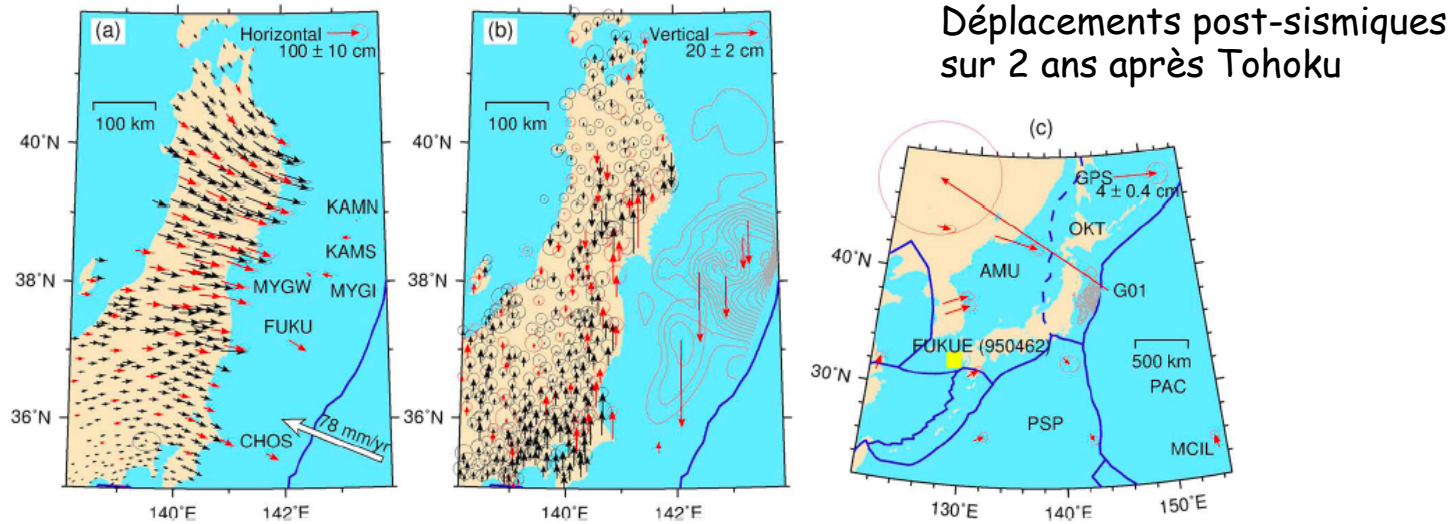 Déplacements post-sismiques
sur 2 ans après Tohoku
(a)
Horizontal
100 ± 10 cm
100 km
40°N
38°N
36°N
KAMN
KAMS
MYGW
MYGI
FUKU
78 mm/yr
CHOS
140°E
142°E
(b)
Vertical
20 ± 2 cm
100 km
40°N
38°N
36°N
140°E
142°E
(c)
GPS
4 ± 0.4 cm
OKT
40°N
AMU
G01
FUKUE (950462)
500 km
30°N
PAC
PSP
MCIL
130°E
140°E
150°E